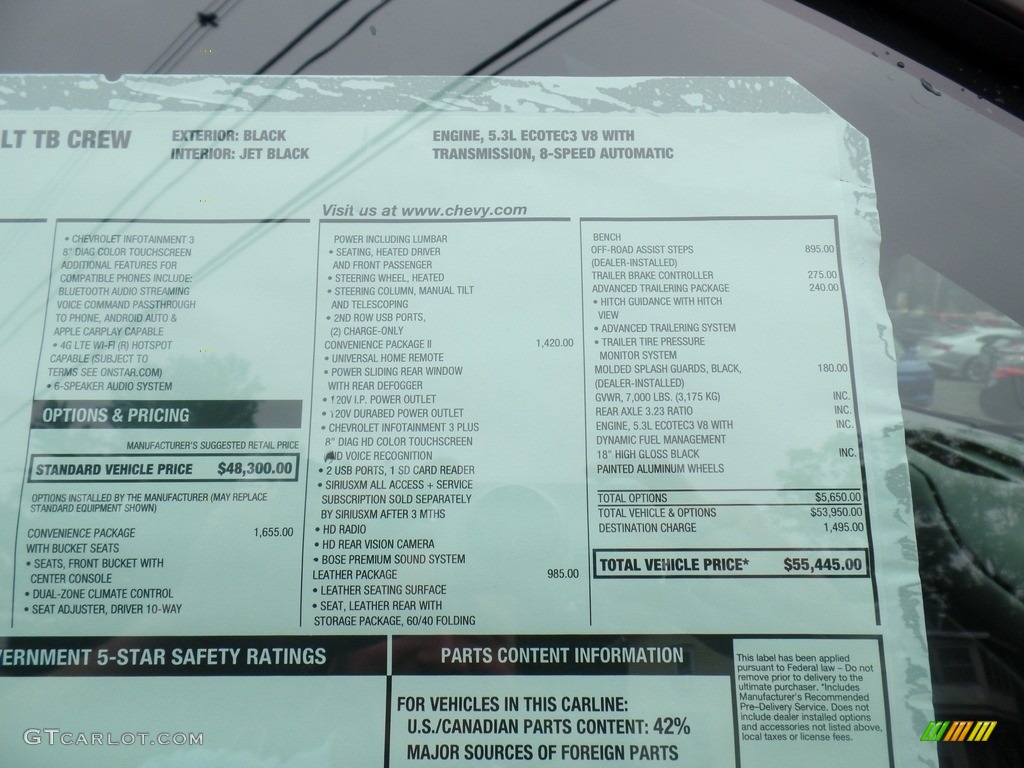 LT TB CREW
EXTERIOR: BLACK
INTERIOR: JET BLACK
ENGINE, 5.3L ECOTEC3 V8 WITH
TRANSMISSION, 8-SPEED AUTOMATIC
Visit us at www.chevy.com
• CHEVROLET INFOTAINMENT 3
8" DIAG COLOR TOUCHSCREEN
ADDITIONAL FEATURES FOR
COMPATIBLE PHONES INCLUDE:
BLUETOOTH AUDIO STREAMING
VOICE COMMAND PASSTHROUGH
TO PHONE, ANDROID AUTO &
APPLE CARPLAY CAPABLE
• 4G LTE WI-FI (R) HOTSPOT
CAPABLE (SUBJECT TO
TERMS SEE ONSTAR.COM)
• 6-SPEAKER AUDIO SYSTEM
OPTIONS & PRICING
MANUFACTURER'S SUGGESTED RETAIL PRICE
STANDARD VEHICLE PRICE $48,300.00
OPTIONS INSTALLED BY THE MANUFACTURER (MAY REPLACE
STANDARD EQUIPMENT SHOWN)
CONVENIENCE PACKAGE 1,655.00
WITH BUCKET SEATS
• SEATS, FRONT BUCKET WITH
CENTER CONSOLE
• DUAL-ZONE CLIMATE CONTROL
• SEAT ADJUSTER, DRIVER 10-WAY
POWER INCLUDING LUMBAR
• SEATING, HEATED DRIVER
AND FRONT PASSENGER
• STEERING WHEEL, HEATED
• STEERING COLUMN, MANUAL TILT
AND TELESCOPING
• 2ND ROW USB PORTS,
(2) CHARGE-ONLY
CONVENIENCE PACKAGE II 1,420.00
• UNIVERSAL HOME REMOTE
• POWER SLIDING REAR WINDOW
WITH REAR DEFOGGER
• 120V I.P. POWER OUTLET
• 120V DURABED POWER OUTLET
• CHEVROLET INFOTAINMENT 3 PLUS
8" DIAG HD COLOR TOUCHSCREEN
AND VOICE RECOGNITION
• 2 USB PORTS, 1 SD CARD READER
• SIRIUSXM ALL ACCESS + SERVICE
SUBSCRIPTION SOLD SEPARATELY
BY SIRIUSXM AFTER 3 MTHS
• HD RADIO
• HD REAR VISION CAMERA
• BOSE PREMIUM SOUND SYSTEM
LEATHER PACKAGE 985.00
• LEATHER SEATING SURFACE
• SEAT, LEATHER REAR WITH
STORAGE PACKAGE, 60/40 FOLDING
BENCH
OFF-ROAD ASSIST STEPS 895.00
(DEALER-INSTALLED)
TRAILER BRAKE CONTROLLER 275.00
ADVANCED TRAILERING PACKAGE 240.00
• HITCH GUIDANCE WITH HITCH
VIEW
• ADVANCED TRAILERING SYSTEM
• TRAILER TIRE PRESSURE
MONITOR SYSTEM
MOLDED SPLASH GUARDS, BLACK, 180.00
(DEALER-INSTALLED)
GVWR, 7,000 LBS. (3,175 KG) INC.
REAR AXLE 3.23 RATIO INC.
ENGINE, 5.3L ECOTEC3 V8 WITH INC.
DYNAMIC FUEL MANAGEMENT
18" HIGH GLOSS BLACK INC.
PAINTED ALUMINUM WHEELS
TOTAL OPTIONS $5,650.00
TOTAL VEHICLE & OPTIONS $53,950.00
DESTINATION CHARGE 1,495.00
TOTAL VEHICLE PRICE* $55,445.00
VERNMENT 5-STAR SAFETY RATINGS
PARTS CONTENT INFORMATION
FOR VEHICLES IN THIS CARLINE:
U.S./CANADIAN PARTS CONTENT: 42%
MAJOR SOURCES OF FOREIGN PARTS
This label has been applied
pursuant to Federal law – Do not
remove prior to delivery to the
ultimate purchaser. *Includes
Manufacturer's Recommended
Pre-Delivery Service. Does not
include dealer installed options
and accessories not listed above,
local taxes or license fees.
GTCARLOT.COM